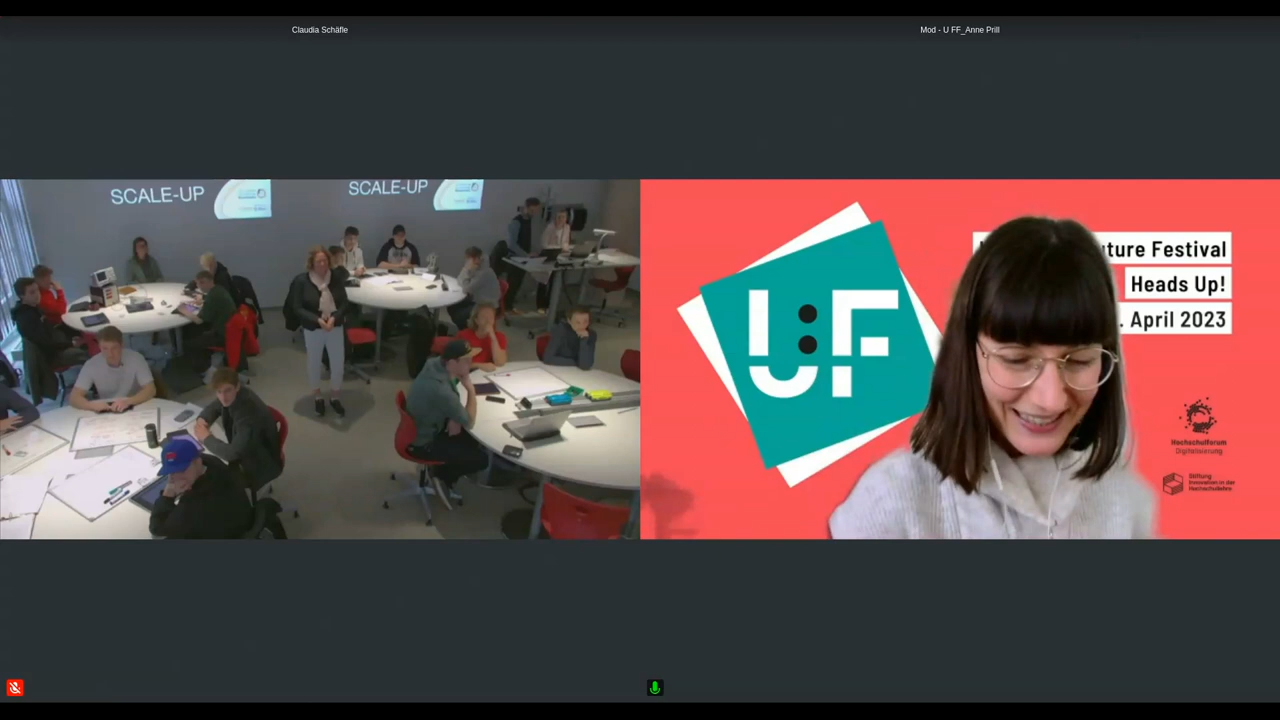 Claudia Schäfle
Mod - U FF_Anne Prill
SCALE-UP
SCALE-UP
U:FF
uture Festival
Heads Up!
. April 2023
Hochschulforum
Digitalisierung
Stiftung
Innovation in der
Hochschullehre